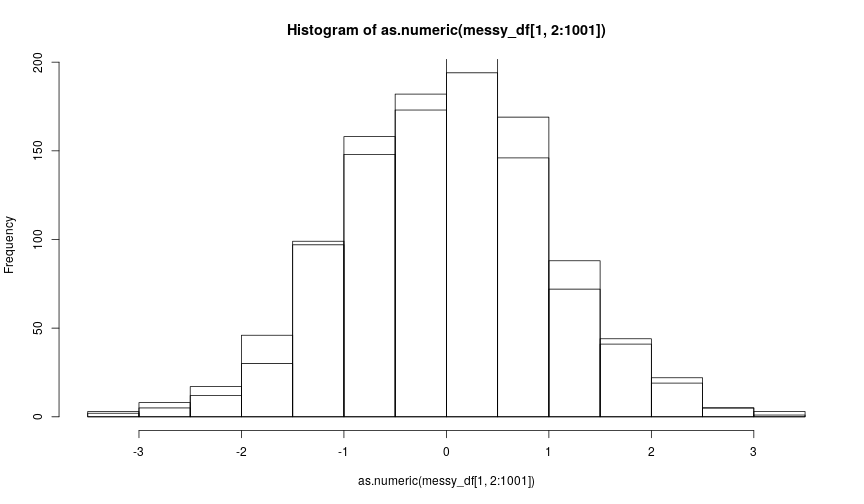 Histogram of as.numeric(messy_df[1, 2:1001])
Frequency
200
150
100
50
0
-3 -2 -1 0 1 2 3
as.numeric(messy_df[1, 2:1001])